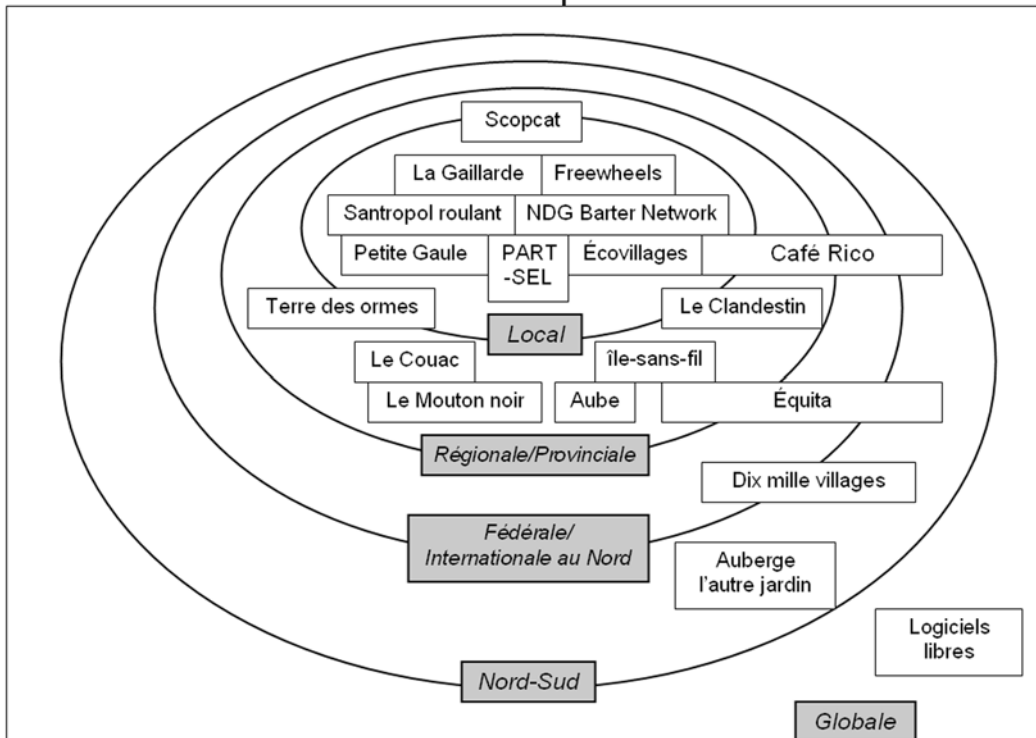 Scopcat
La Gaillarde
Freewheels
Santropol roulant
NDG Barter Network
Petite Gaule
PART
-SEL
Écovillages
Café Rico
Terre des ormes
Le Clandestin
Local
Le Couac
île-sans-fil
Le Mouton noir
Aube
Équita
Régionale/Provinciale
Dix mille villages
Fédérale/
Internationale au Nord
Auberge
l'autre jardin
Logiciels
libres
Nord-Sud
Globale